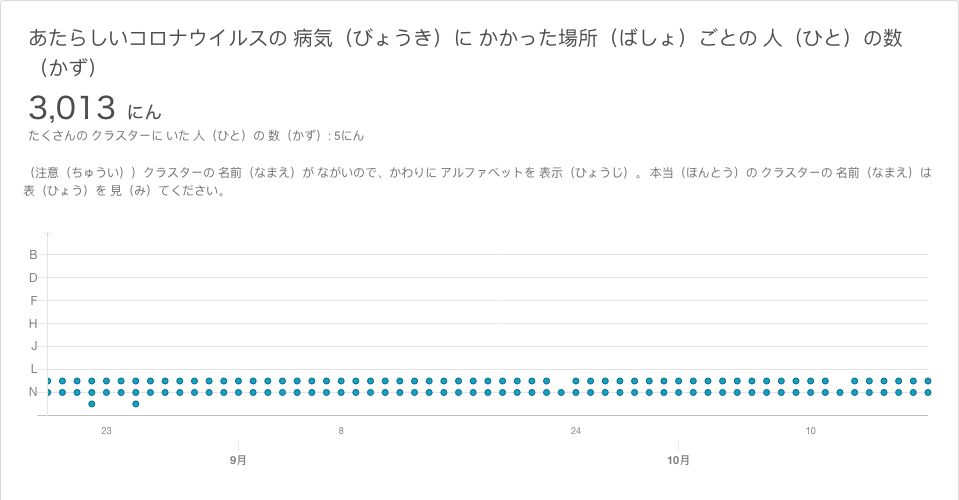 あたらしいコロナウイルスの 病気（びょうき）に かかった場所（ばしょ）ごとの 人（ひと）の数
（かず）
3,013 にん
たくさんの クラスターに いた 人（ひと）の 数（かず）: 5にん
（注意（ちゅうい））クラスターの 名前（なまえ）が ながいので、かわりに アルファベットを 表示（ひょうじ）。 本当（ほんとう）の クラスターの 名前（なまえ）は
表（ひょう）を 見（み）てください。
B
D
F
H
J
L
N
23 8 24 10
9月 10月